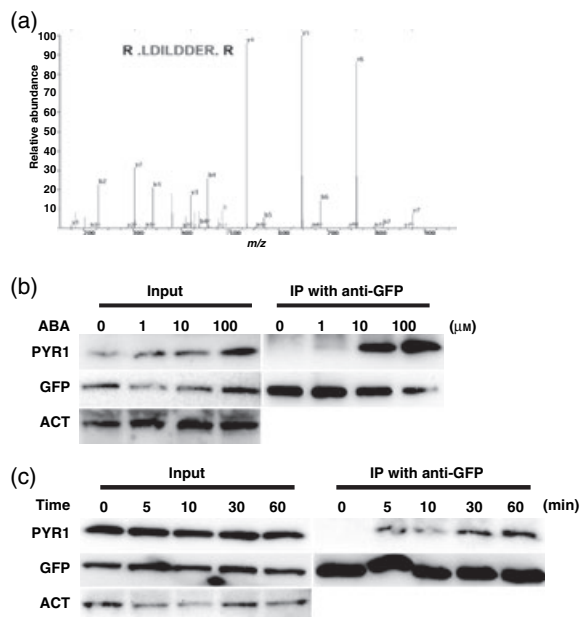 (a)
R .LDILDDER. R
Relative abundance
100
90
80
70
60
50
40
30
20
10
m/z
(b)
Input
IP with anti-GFP
ABA
0 1 10 100
0 1 10 100
(μM)
PYR1
GFP
ACT
(c)
Input
IP with anti-GFP
Time
0 5 10 30 60
0 5 10 30 60
(min)
PYR1
GFP
ACT